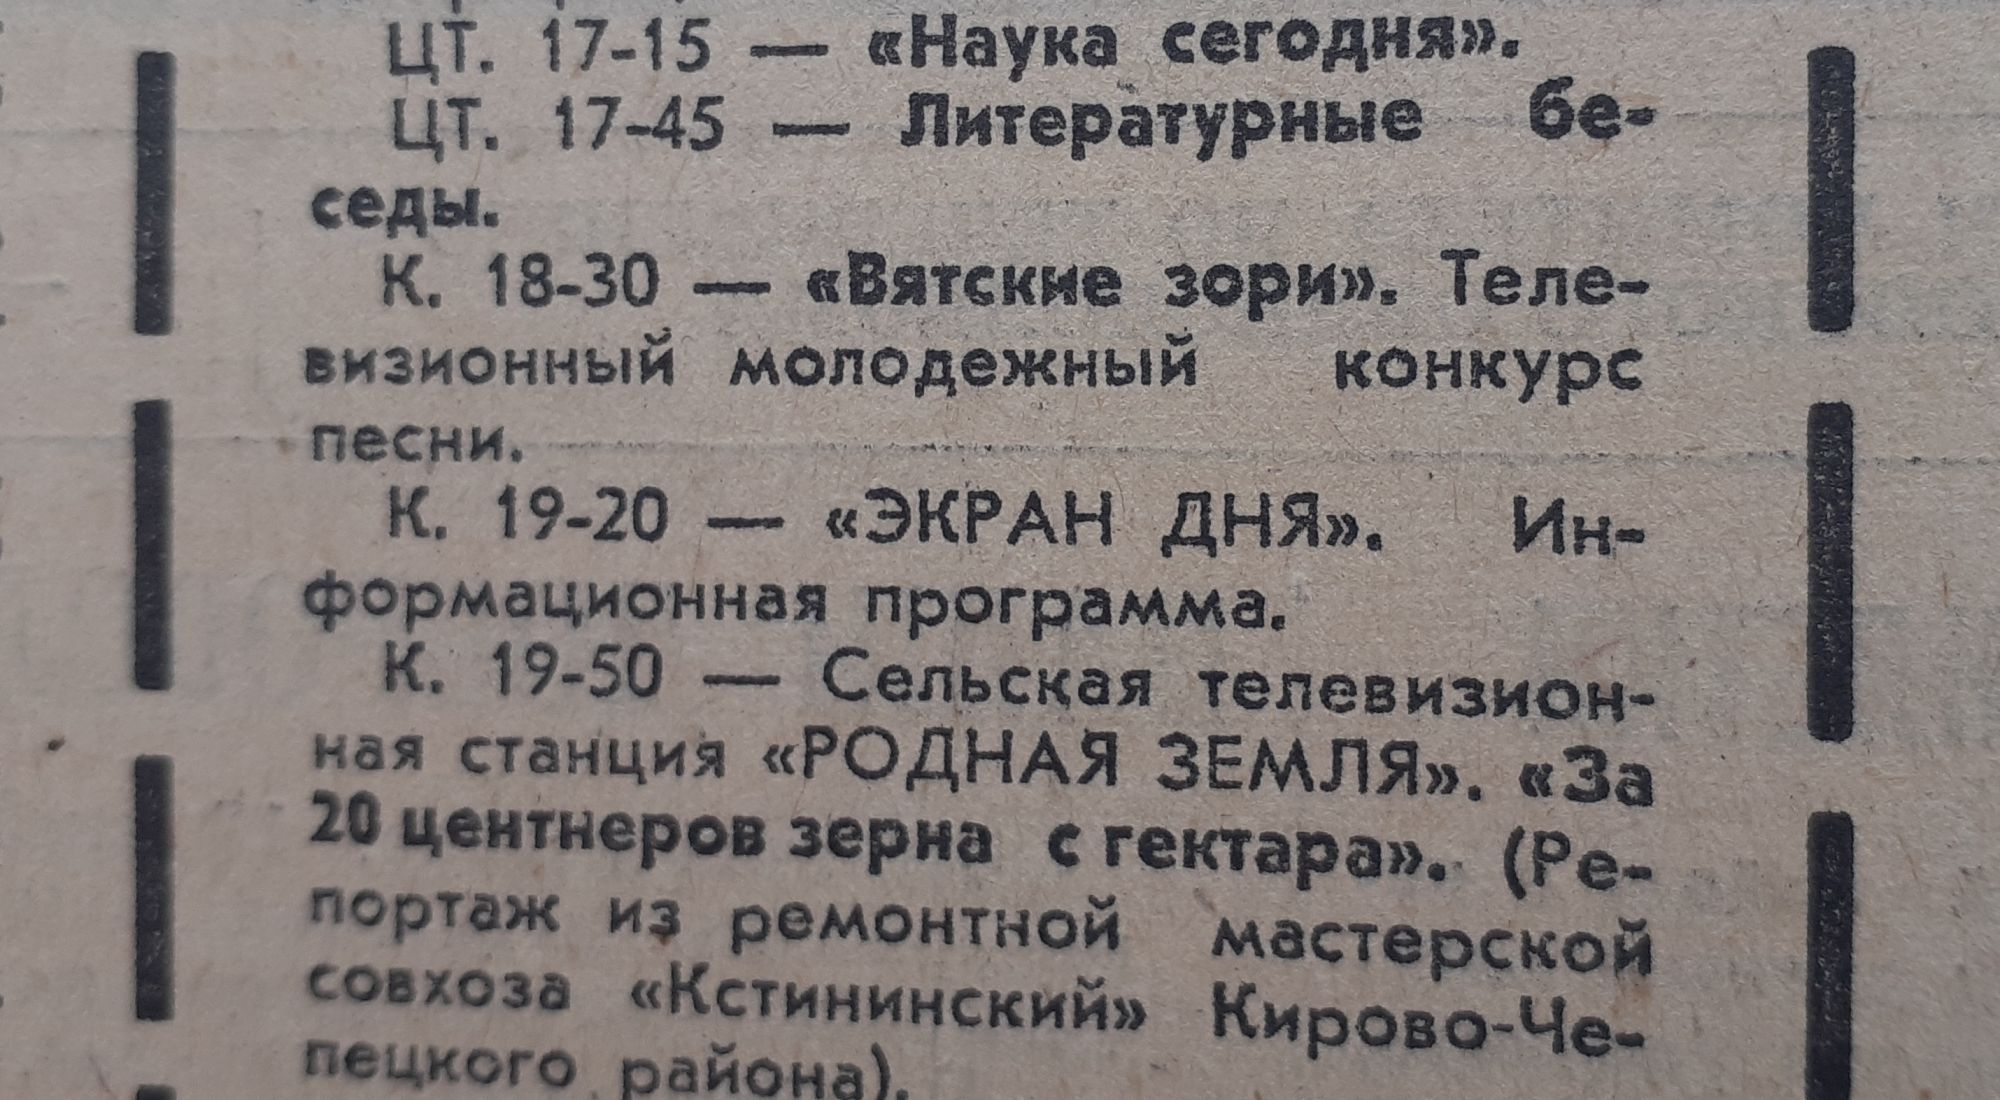 ЦТ. 17-15 — «Наука сегодня».
ЦТ. 17-45 — Литературные бе-
седы.
К. 18-30 — «Вятские зори». Теле-
визионный молодежный конкурс
песни.
К. 19-20 — «ЭКРАН ДНЯ». Ин-
формационная программа.
К. 19-50 — Сельская телевизион-
ная станция «РОДНАЯ ЗЕМЛЯ». «За
20 центнеров зерна с гектара». (Ре-
портаж из ремонтной мастерской
совхоза «Кстининский» Кирово-Че-
пецкого района).